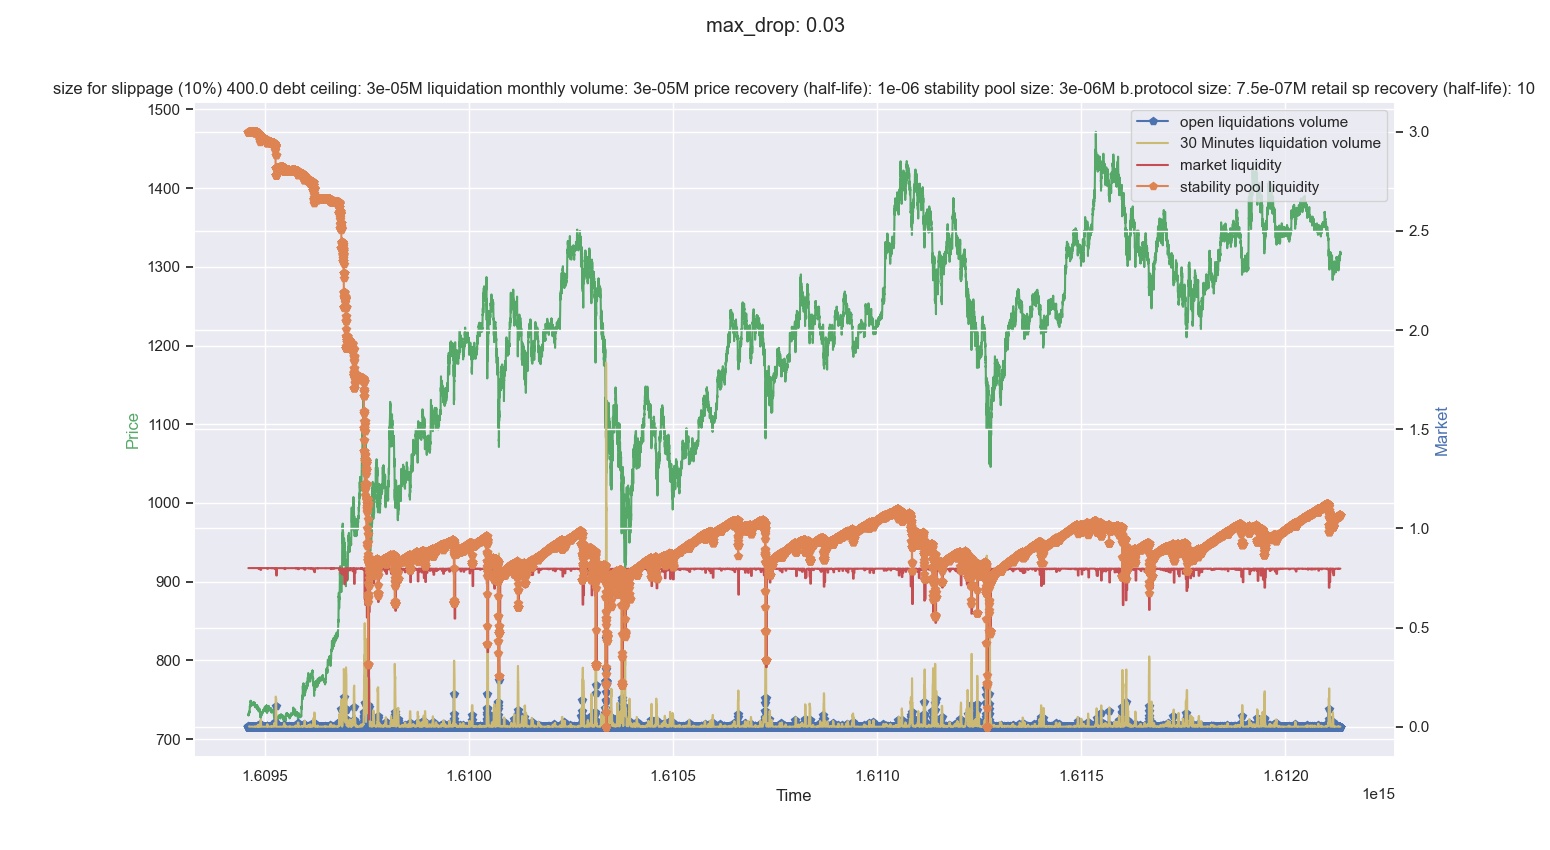 max_drop: 0.03
size for slippage (10%) 400.0 debt ceiling: 3e-05M liquidation monthly volume: 3e-05M price recovery (half-life): 1e-06 stability pool size: 3e-06M b.protocol size: 7.5e-07M retail sp recovery (half-life): 10
open liquidations volume
30 Minutes liquidation volume
market liquidity
stability pool liquidity
1500
1400
1300
1200
1100
1000
900
800
700
Price
3.0
2.5
2.0
1.5
1.0
0.5
0.0
Market
1.6095 1.6100 1.6105 1.6110 1.6115 1.6120
1e15
Time